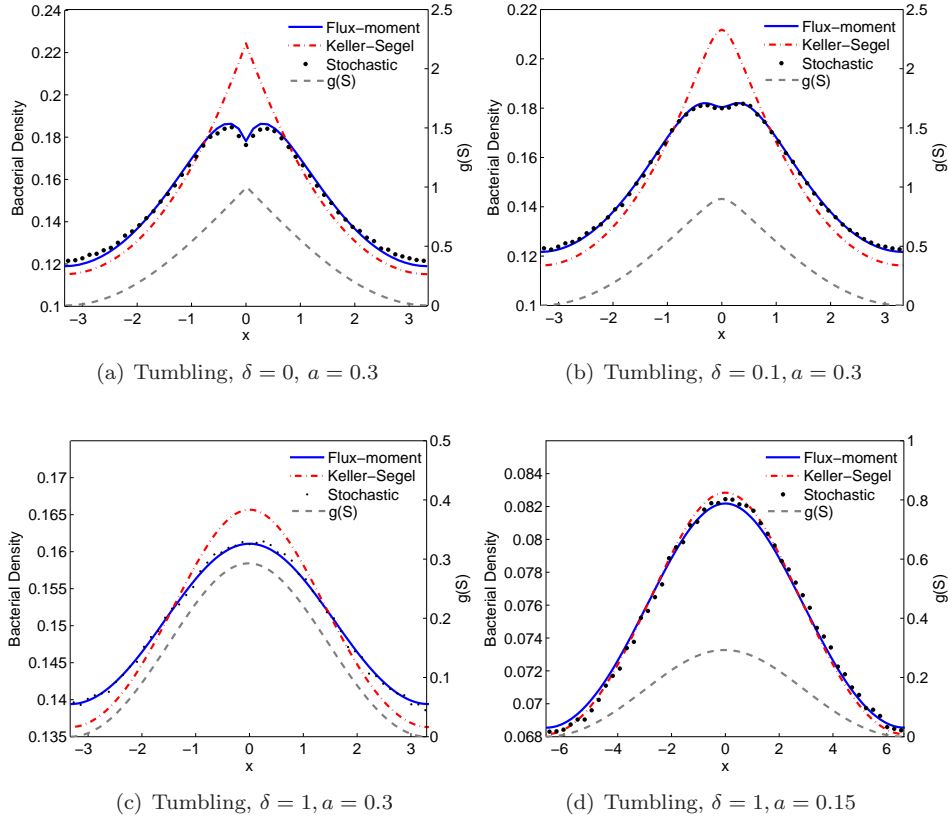 Flux−moment
Keller−Segel
Stochastic
g(S)
0.24
0.22
0.2
0.18
0.16
0.14
0.12
0.1
Bacterial Density
2.5
2
1.5
1
0.5
0
g(S)
−3 −2 −1 0 1 2 3
x
(a) Tumbling, δ = 0, a = 0.3
Flux−moment
Keller−Segel
Stochastic
g(S)
0.22
0.2
0.18
0.16
0.14
0.12
0.1
Bacterial Density
2.5
2
1.5
1
0.5
0
g(S)
−3 −2 −1 0 1 2 3
x
(b) Tumbling, δ = 0.1, a = 0.3
Flux−moment
Keller−Segel
Stochastic
g(S)
0.17
0.165
0.16
0.155
0.15
0.145
0.14
0.135
Bacterial Density
0.5
0.4
0.3
0.2
0.1
0
g(S)
−3 −2 −1 0 1 2 3
x
(c) Tumbling, δ = 1, a = 0.3
Flux−moment
Keller−Segel
Stochastic
g(S)
0.084
0.082
0.08
0.078
0.076
0.074
0.072
0.07
0.068
Bacterial Density
1
0.8
0.6
0.4
0.2
0
g(S)
−6 −4 −2 0 2 4 6
x
(d) Tumbling, δ = 1, a = 0.15